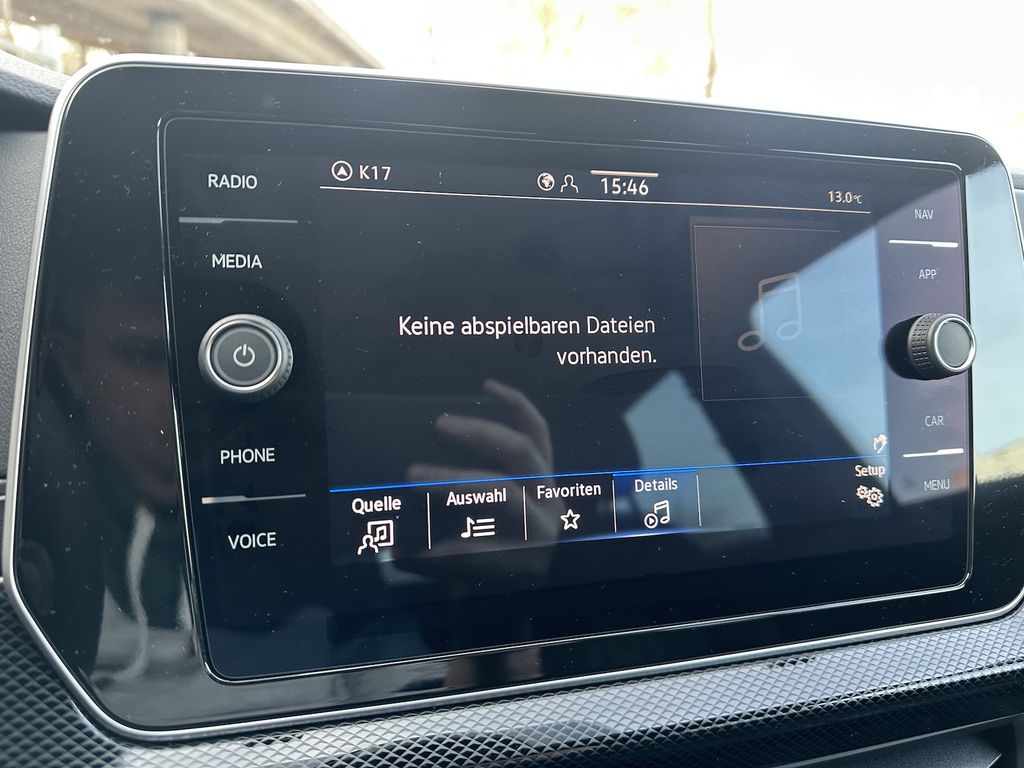 RADIO
MEDIA
PHONE
VOICE
K17
15:46
13.0°C
Keine abspielbaren Dateien
vorhanden.
Quelle
Auswahl
Favoriten
Details
Setup
NAV
APP
CAR
MENU